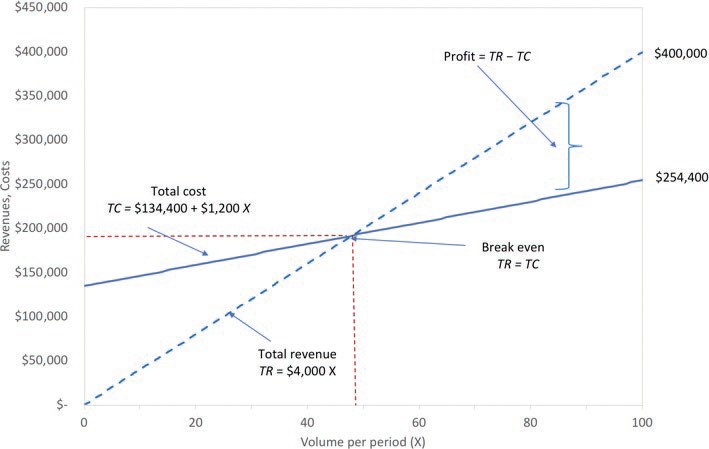 $450,000
$400,000
$350,000
$300,000
$250,000
$200,000
$150,000
$100,000
$50,000
$-
Revenues, Costs
0
20
40
60
80
100
Volume per period (X)
Profit = TR − TC
$400,000
$254,400
Total cost
TC = $134,400 + $1,200 X
Break even
TR = TC
Total revenue
TR = $4,000 X